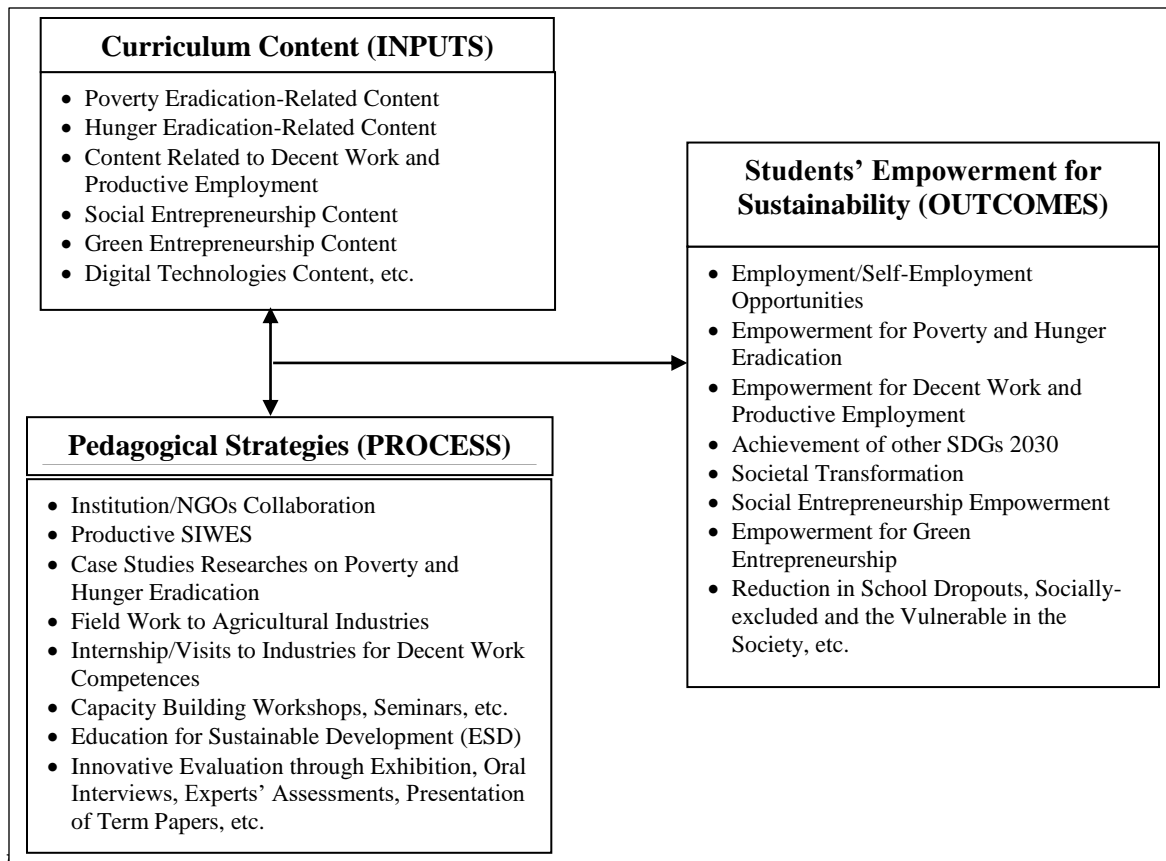 Curriculum Content (INPUTS)
• Poverty Eradication-Related Content
• Hunger Eradication-Related Content
• Content Related to Decent Work and
Productive Employment
• Social Entrepreneurship Content
• Green Entrepreneurship Content
• Digital Technologies Content, etc.
Pedagogical Strategies (PROCESS)
• Institution/NGOs Collaboration
• Productive SIWES
• Case Studies Researches on Poverty and
Hunger Eradication
• Field Work to Agricultural Industries
• Internship/Visits to Industries for Decent Work
Competences
• Capacity Building Workshops, Seminars, etc.
• Education for Sustainable Development (ESD)
• Innovative Evaluation through Exhibition, Oral
Interviews, Experts’ Assessments, Presentation
of Term Papers, etc.
Students’ Empowerment for
Sustainability (OUTCOMES)
• Employment/Self-Employment
Opportunities
• Empowerment for Poverty and Hunger
Eradication
• Empowerment for Decent Work and
Productive Employment
• Achievement of other SDGs 2030
• Societal Transformation
• Social Entrepreneurship Empowerment
• Empowerment for Green
Entrepreneurship
• Reduction in School Dropouts, Socially-
excluded and the Vulnerable in the
Society, etc.